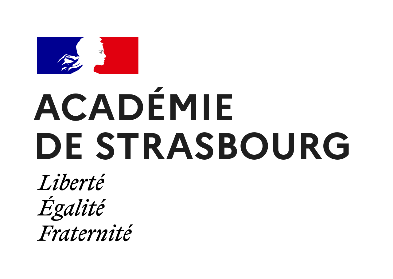 ACADÉMIE
DE STRASBOURG
Liberté
Égalité
Fraternité